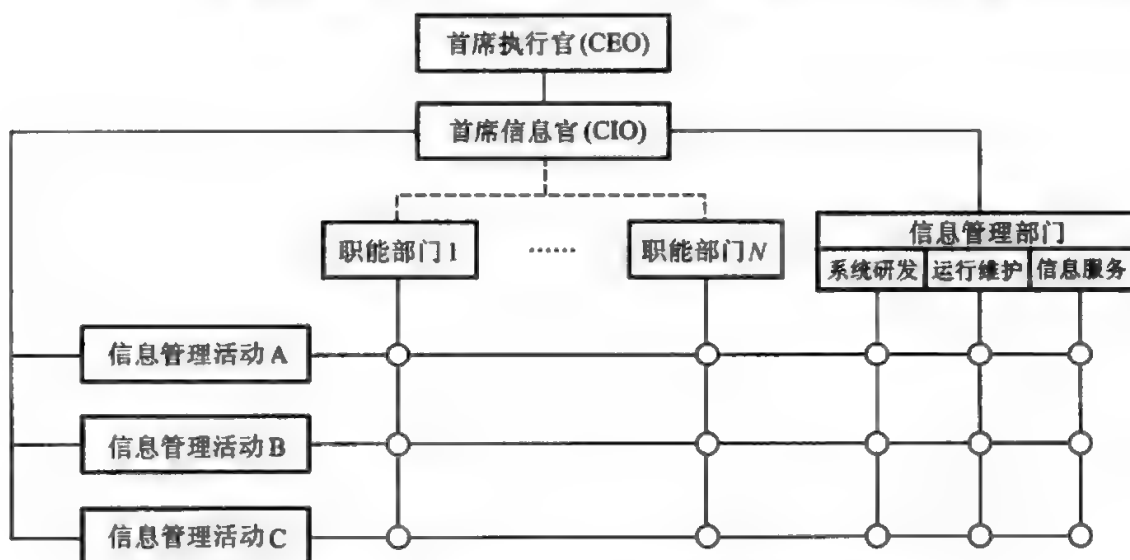 首席执行官(CEO)
首席信息官(CIO)
职能部门1
……
职能部门N
信息管理部门
系统研发
运行维护
信息服务
信息管理活动A
信息管理活动B
信息管理活动C